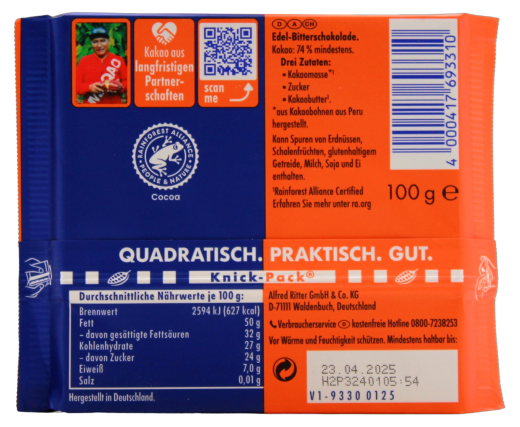 Kakao aus
langfristigen
Partner-
schaften
scan
me
RAINFOREST ALLIANCE
PEOPLE & NATURE
Cocoa
D A CH
Edel-Bitterschokolade.
Kakao: 74 % mindestens.
Drei Zutaten:
• Kakaomasse*¹
• Zucker
• Kakaobutter¹.
*aus Kakaobohnen aus Peru
hergestellt.
Kann Spuren von Erdnüssen,
Schalenfrüchten, glutenhaltigem
Getreide, Milch, Soja und Ei
enthalten.
¹Rainforest Alliance Certified
Erfahren Sie mehr unter ra.org
4 000417 693310
100 g e
QUADRATISCH. PRAKTISCH. GUT.
Knick-Pack®
Durchschnittliche Nährwerte je 100 g:
Brennwert 2594 kJ (627 kcal)
Fett 50 g
- davon gesättigte Fettsäuren 32 g
Kohlenhydrate 27 g
- davon Zucker 24 g
Eiweiß 7,0 g
Salz 0,01 g
Hergestellt in Deutschland.
Alfred Ritter GmbH & Co. KG
D-71111 Waldenbuch, Deutschland
Verbraucherservice D kostenfreie Hotline 0800-7238253
Vor Wärme und Feuchtigkeit schützen. Mindestens haltbar bis:
23.04.2025
H2P3240105:54
V1-9330 0125